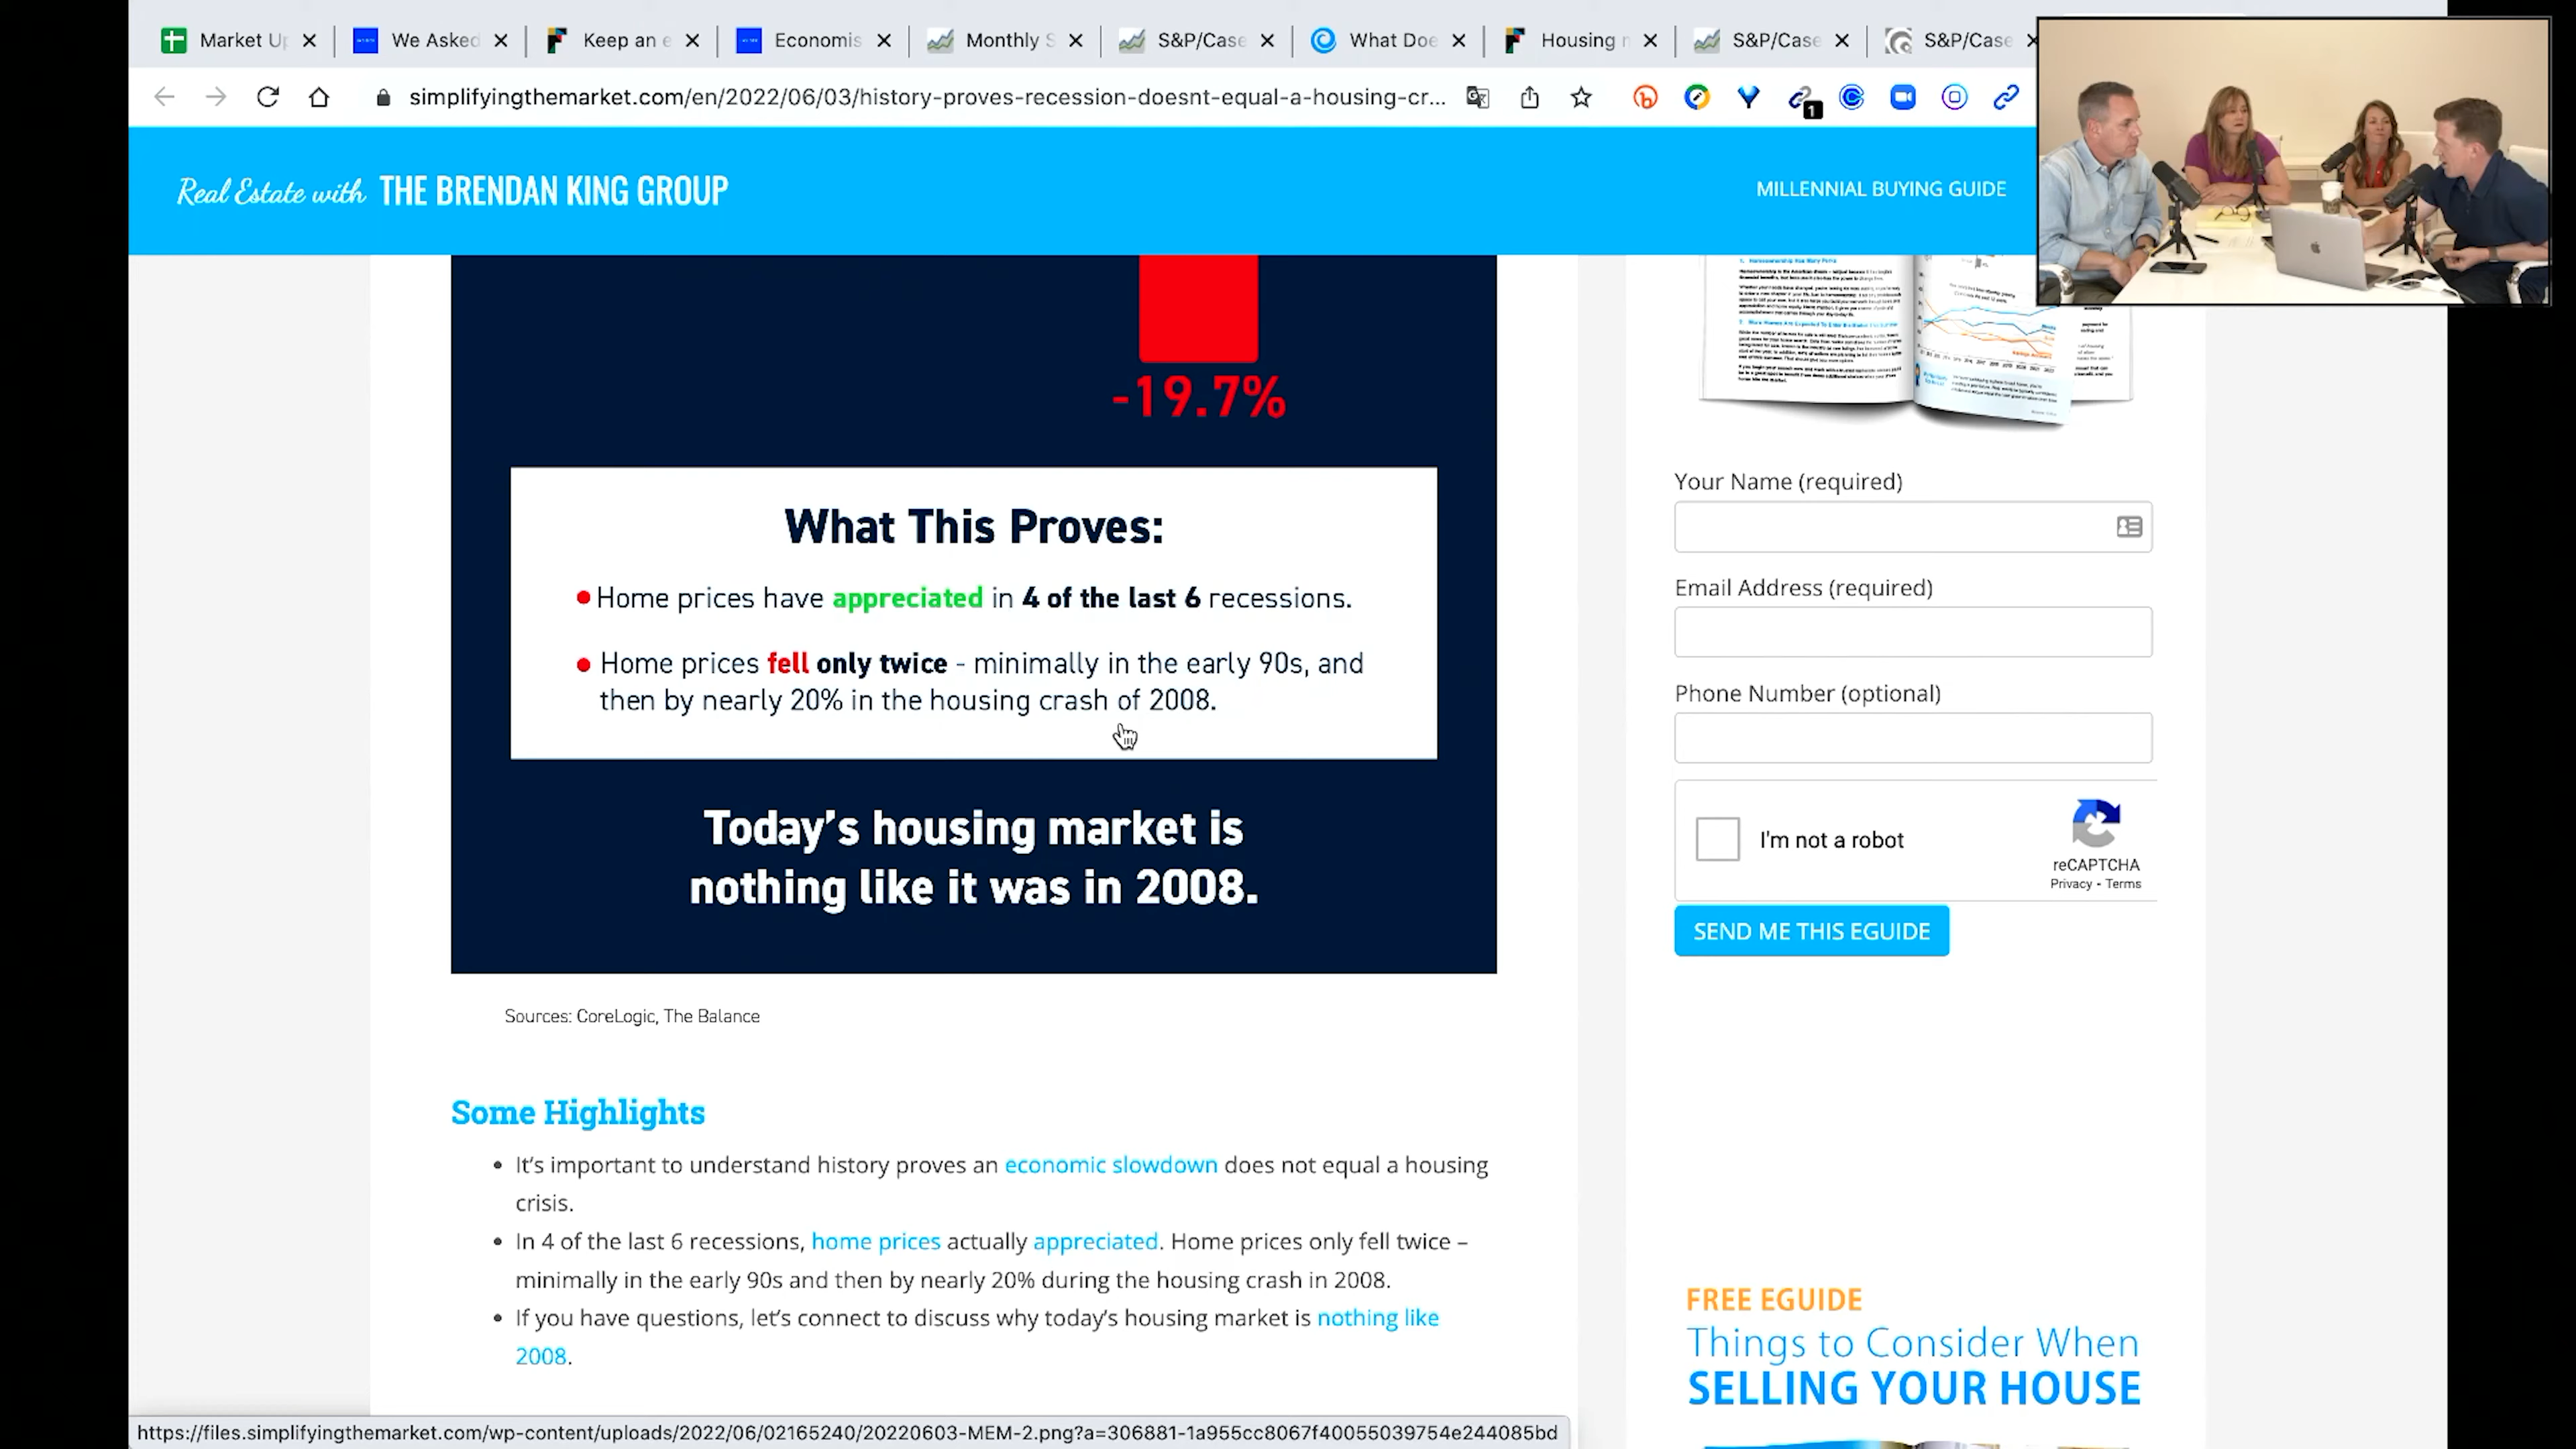 Market U
We Asked
Keep an e
Economis
Monthly S
S&P/Case
What Doe
Housing
S&P/Case
S&P/Case
simplifyingthemarket.com/en/2022/06/03/history-proves-recession-doesnt-equal-a-housing-cr...
1
Real Estate with THE BRENDAN KING GROUP
MILLENNIAL BUYING GUIDE
-19.7%
What This Proves:
• Home prices have appreciated in 4 of the last 6 recessions.
• Home prices fell only twice - minimally in the early 90s, and
then by nearly 20% in the housing crash of 2008.
Today's housing market is
nothing like it was in 2008.
Sources: CoreLogic, The Balance
Some Highlights
• It's important to understand history proves an economic slowdown does not equal a housing
crisis.
• In 4 of the last 6 recessions, home prices actually appreciated. Home prices only fell twice –
minimally in the early 90s and then by nearly 20% during the housing crash in 2008.
• If you have questions, let's connect to discuss why today's housing market is nothing like
2008.
Your Name (required)
Email Address (required)
Phone Number (optional)
I'm not a robot
reCAPTCHA
Privacy - Terms
SEND ME THIS EGUIDE
FREE EGUIDE
Things to Consider When
SELLING YOUR HOUSE
https://files.simplifyingthemarket.com/wp-content/uploads/2022/06/02165240/20220603-MEM-2.png?a=306881-1a955cc8067f40055039754e244085bd